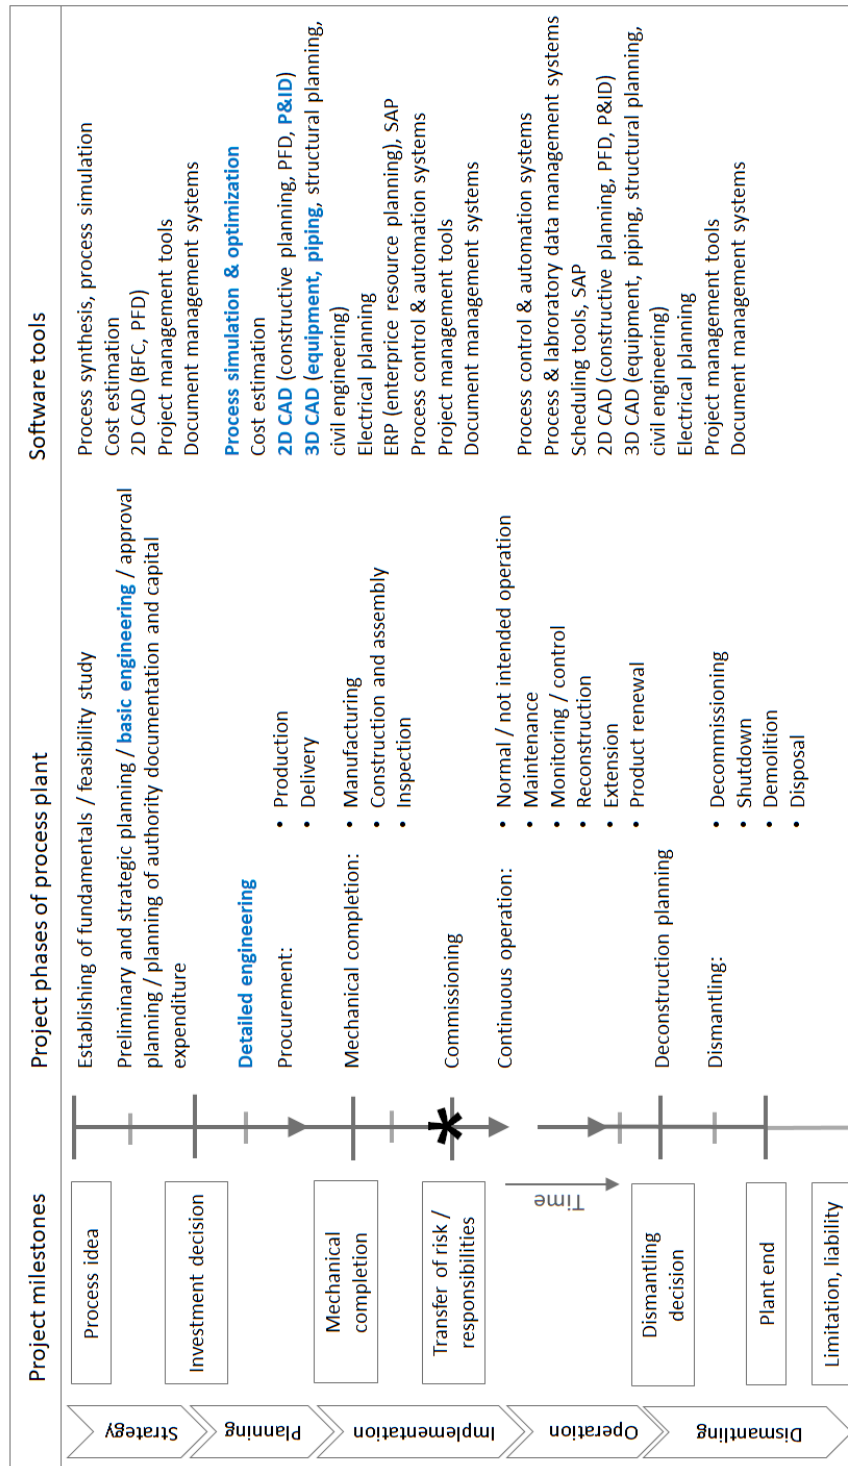 Project milestones
Project phases of process plant
Software tools
Strategy
Planning
Implementation
Operation
Dismantling
Process idea
Investment decision
Mechanical
completion
Transfer of risk /
responsibilities
Time
Dismantling
decision
Plant end
Limitation, liability
Establishing of fundamentals / feasibility study
Preliminary and strategic planning / basic engineering / approval
planning / planning of authority documentation and capital
expenditure
Detailed engineering
Procurement:
• Production
• Delivery
Mechanical completion:
• Manufacturing
• Construction and assembly
• Inspection
Commissioning
Continuous operation:
• Normal / not intended operation
• Maintenance
• Monitoring / control
• Reconstruction
• Extension
• Product renewal
Deconstruction planning
Dismantling:
• Decommissioning
• Shutdown
• Demolition
• Disposal
Process synthesis, process simulation
Cost estimation
2D CAD (BFC, PFD)
Project management tools
Document management systems
Process simulation & optimization
Cost estimation
2D CAD (constructive planning, PFD, P&ID)
3D CAD (equipment, piping, structural planning,
civil engineering)
Electrical planning
ERP (enterprice resource planning), SAP
Process control & automation systems
Project management tools
Document management systems
Process control & automation systems
Process & labroratory data management systems
Scheduling tools, SAP
2D CAD (constructive planning, PFD, P&ID)
3D CAD (equipment, piping, structural planning,
civil engineering)
Electrical planning
Project management tools
Document management systems